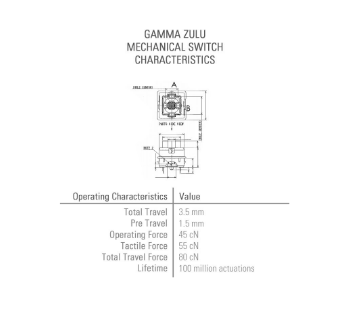 GAMMA ZULU
MECHANICAL SWITCH
CHARACTERISTICS
A
B
Operating Characteristics Value
Total Travel 3.5 mm
Pre Travel 1.5 mm
Operating Force 45 cN
Tactile Force 55 cN
Total Travel Force 80 cN
Lifetime 100 million actuations